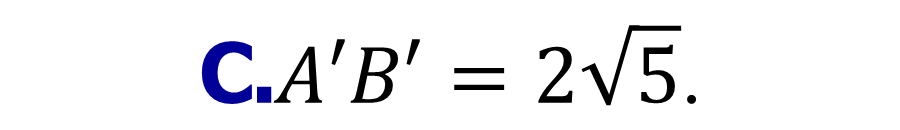 C. A′B′ = 2√5.